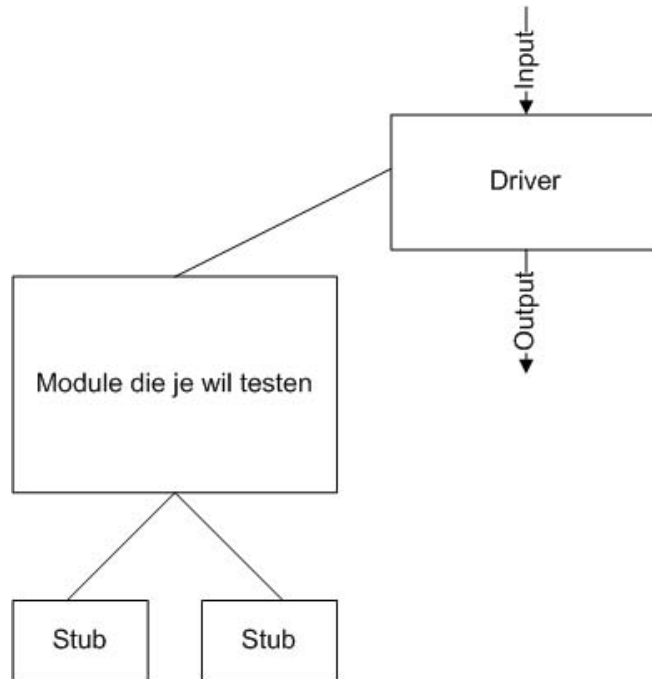 Input
Driver
Output
Module die je wil testen
Stub
Stub